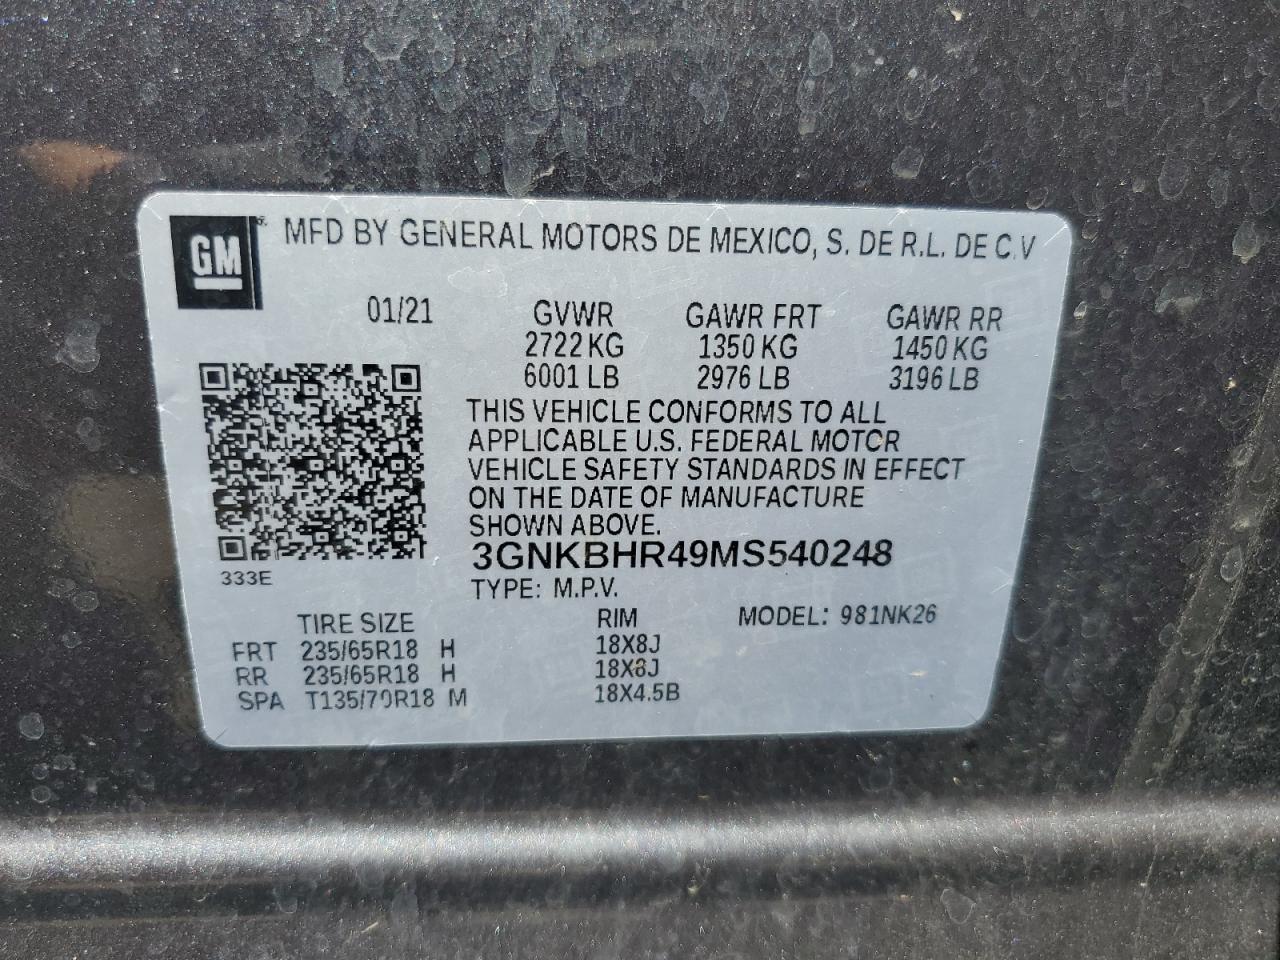 GM
MFD BY GENERAL MOTORS DE MEXICO, S. DE R.L. DE C.V
01/21 GVWR GAWR FRT GAWR RR
2722 KG 1350 KG 1450 KG
6001 LB 2976 LB 3196 LB
THIS VEHICLE CONFORMS TO ALL
APPLICABLE U.S. FEDERAL MOTOR
VEHICLE SAFETY STANDARDS IN EFFECT
ON THE DATE OF MANUFACTURE
SHOWN ABOVE.
3GNKBHR49MS540248
333E
TYPE: M.P.V.
TIRE SIZE RIM MODEL: 981NK26
FRT 235/65R18 H 18X8J
RR 235/65R18 H 18X8J
SPA T135/70R18 M 18X4.5B